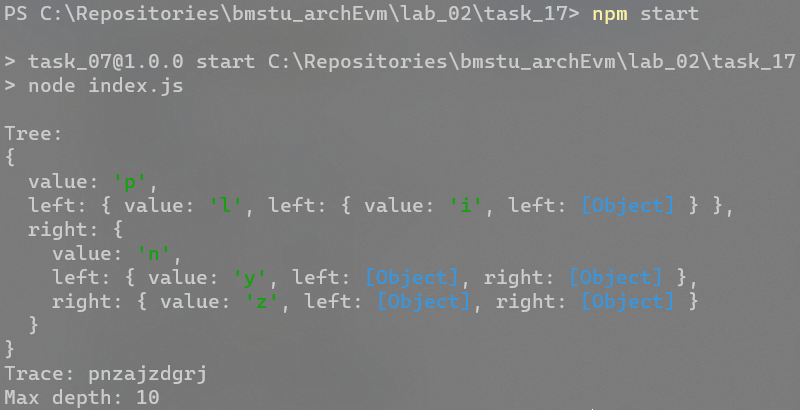 PS C:\Repositories\bmstu_archEvm\lab_02\task_17> npm start
> task_07@1.0.0 start C:\Repositories\bmstu_archEvm\lab_02\task_17
> node index.js
Tree:
{
  value: 'p',
  left: { value: 'l', left: { value: 'i', left: [Object] } },
  right: {
    value: 'n',
    left: { value: 'y', left: [Object], right: [Object] },
    right: { value: 'z', left: [Object], right: [Object] }
  }
}
Trace: pnzajzdgrj
Max depth: 10